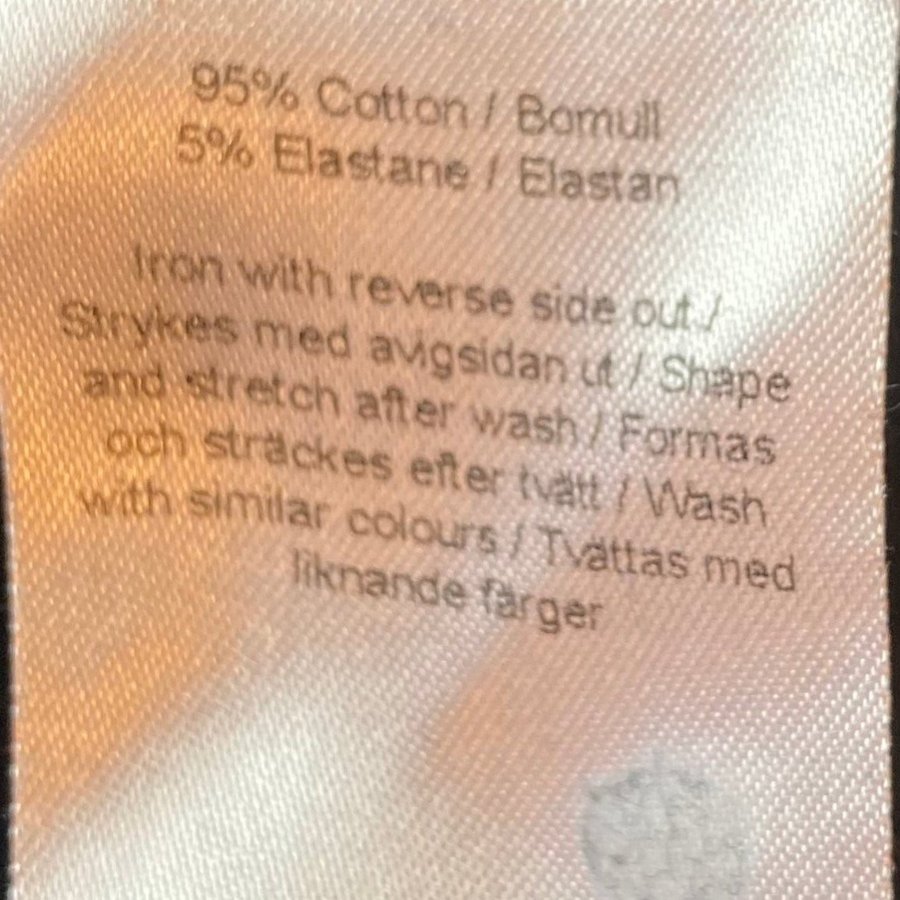 95% Cotton / Bomull
5% Elastane / Elastan
Iron with reverse side out /
Strykes med avigsidan ut / Shape
and stretch after wash / Formas
och sträckes efter tvätt / Wash
with similar colours / Tvättas med
liknande färger